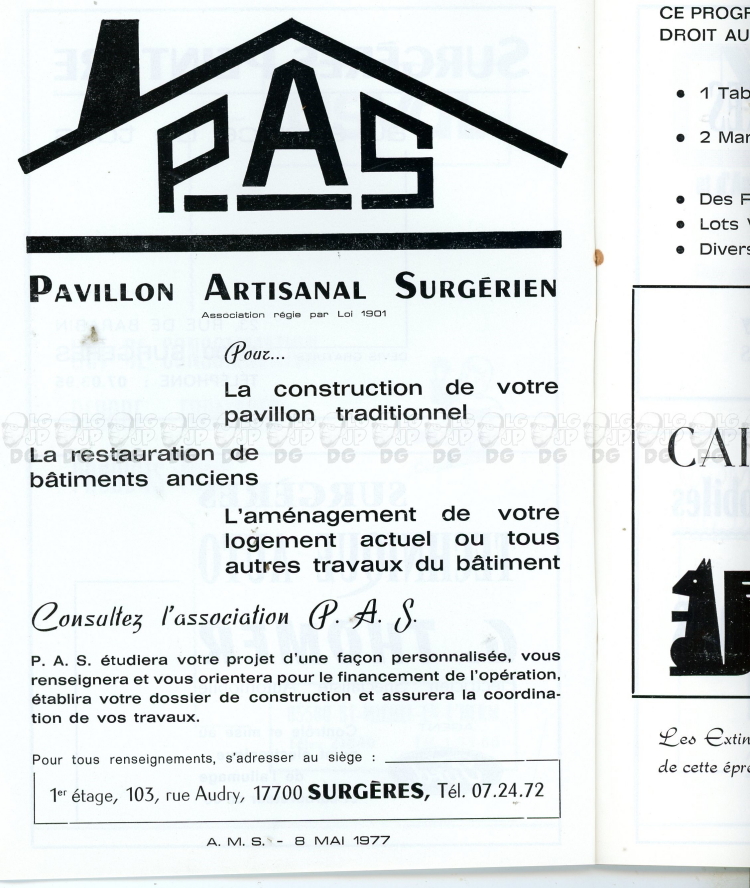 PAS
PAVILLON ARTISANAL SURGÉRIEN
Association régie par Loi 1901
Pour...
La construction de votre
pavillon traditionnel
La restauration de
bâtiments anciens
L'aménagement de votre
logement actuel ou tous
autres travaux du bâtiment
Consultez l'association P. A. S.
P. A. S. étudiera votre projet d'une façon personnalisée, vous
renseignera et vous orientera pour le financement de l'opération,
établira votre dossier de construction et assurera la coordina-
tion de vos travaux.
Pour tous renseignements, s'adresser au siège :
1er étage, 103, rue Audry, 17700 SURGÈRES, Tél. 07.24.72
A. M. S. - 8 MAI 1977
CE PROG
DROIT AU
• 1 Tab
• 2 Mar
• Des F
• Lots
• Divers
CAI
Les Extin
de cette épr